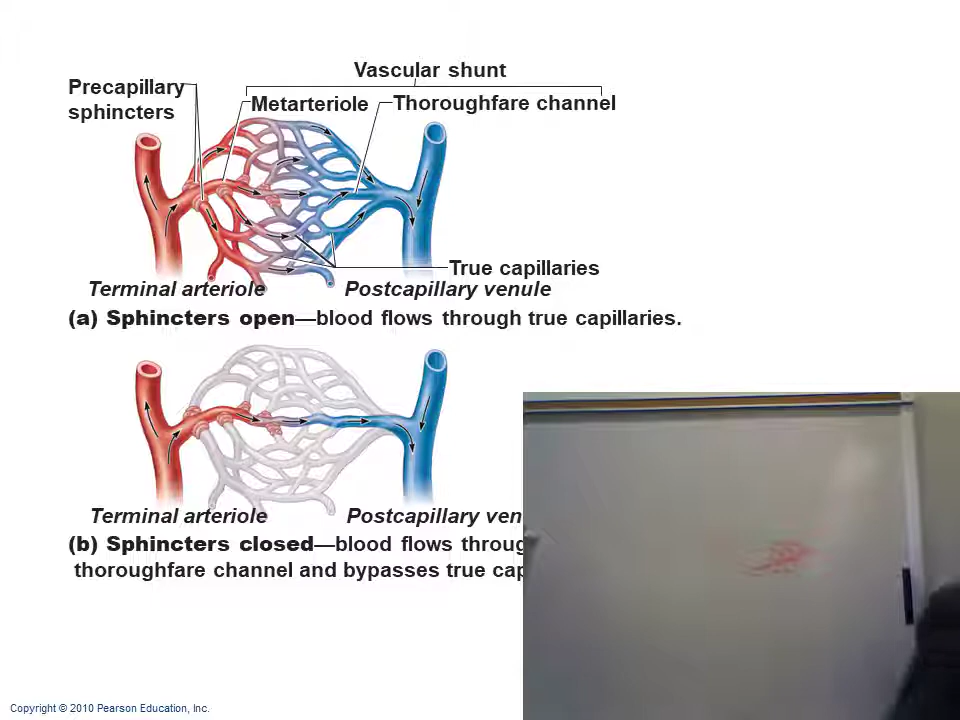 Vascular shunt
Precapillary
sphincters
Metarteriole
Thoroughfare channel
True capillaries
Terminal arteriole
Postcapillary venule
(a) Sphincters open—blood flows through true capillaries.
Terminal arteriole
Postcapillary
(b) Sphincters closed—blood flows
thoroughfare channel and bypasses true
Copyright © 2010 Pearson Education, Inc.